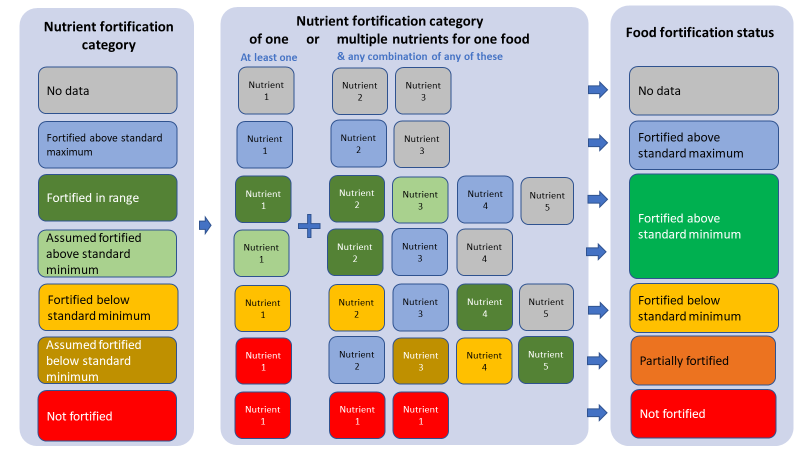 Nutrient fortification
category
No data
Fortified above standard
maximum
Fortified in range
Assumed fortified
above standard
minimum
Fortified below
standard minimum
Assumed fortified
below standard
minimum
Not fortified
Nutrient fortification category
of one or multiple nutrients for one food
At least one & any combination of any of these
Nutrient
1
Nutrient
2
Nutrient
3
Nutrient
1
Nutrient
2
Nutrient
3
Nutrient
1
Nutrient
2
Nutrient
3
Nutrient
4
Nutrient
5
Nutrient
1
Nutrient
2
Nutrient
3
Nutrient
4
Nutrient
1
Nutrient
2
Nutrient
3
Nutrient
4
Nutrient
5
Nutrient
1
Nutrient
2
Nutrient
3
Nutrient
4
Nutrient
5
Nutrient
1
Nutrient
1
Nutrient
1
Food fortification status
No data
Fortified above
standard maximum
Fortified above
standard minimum
Fortified below
standard minimum
Partially fortified
Not fortified